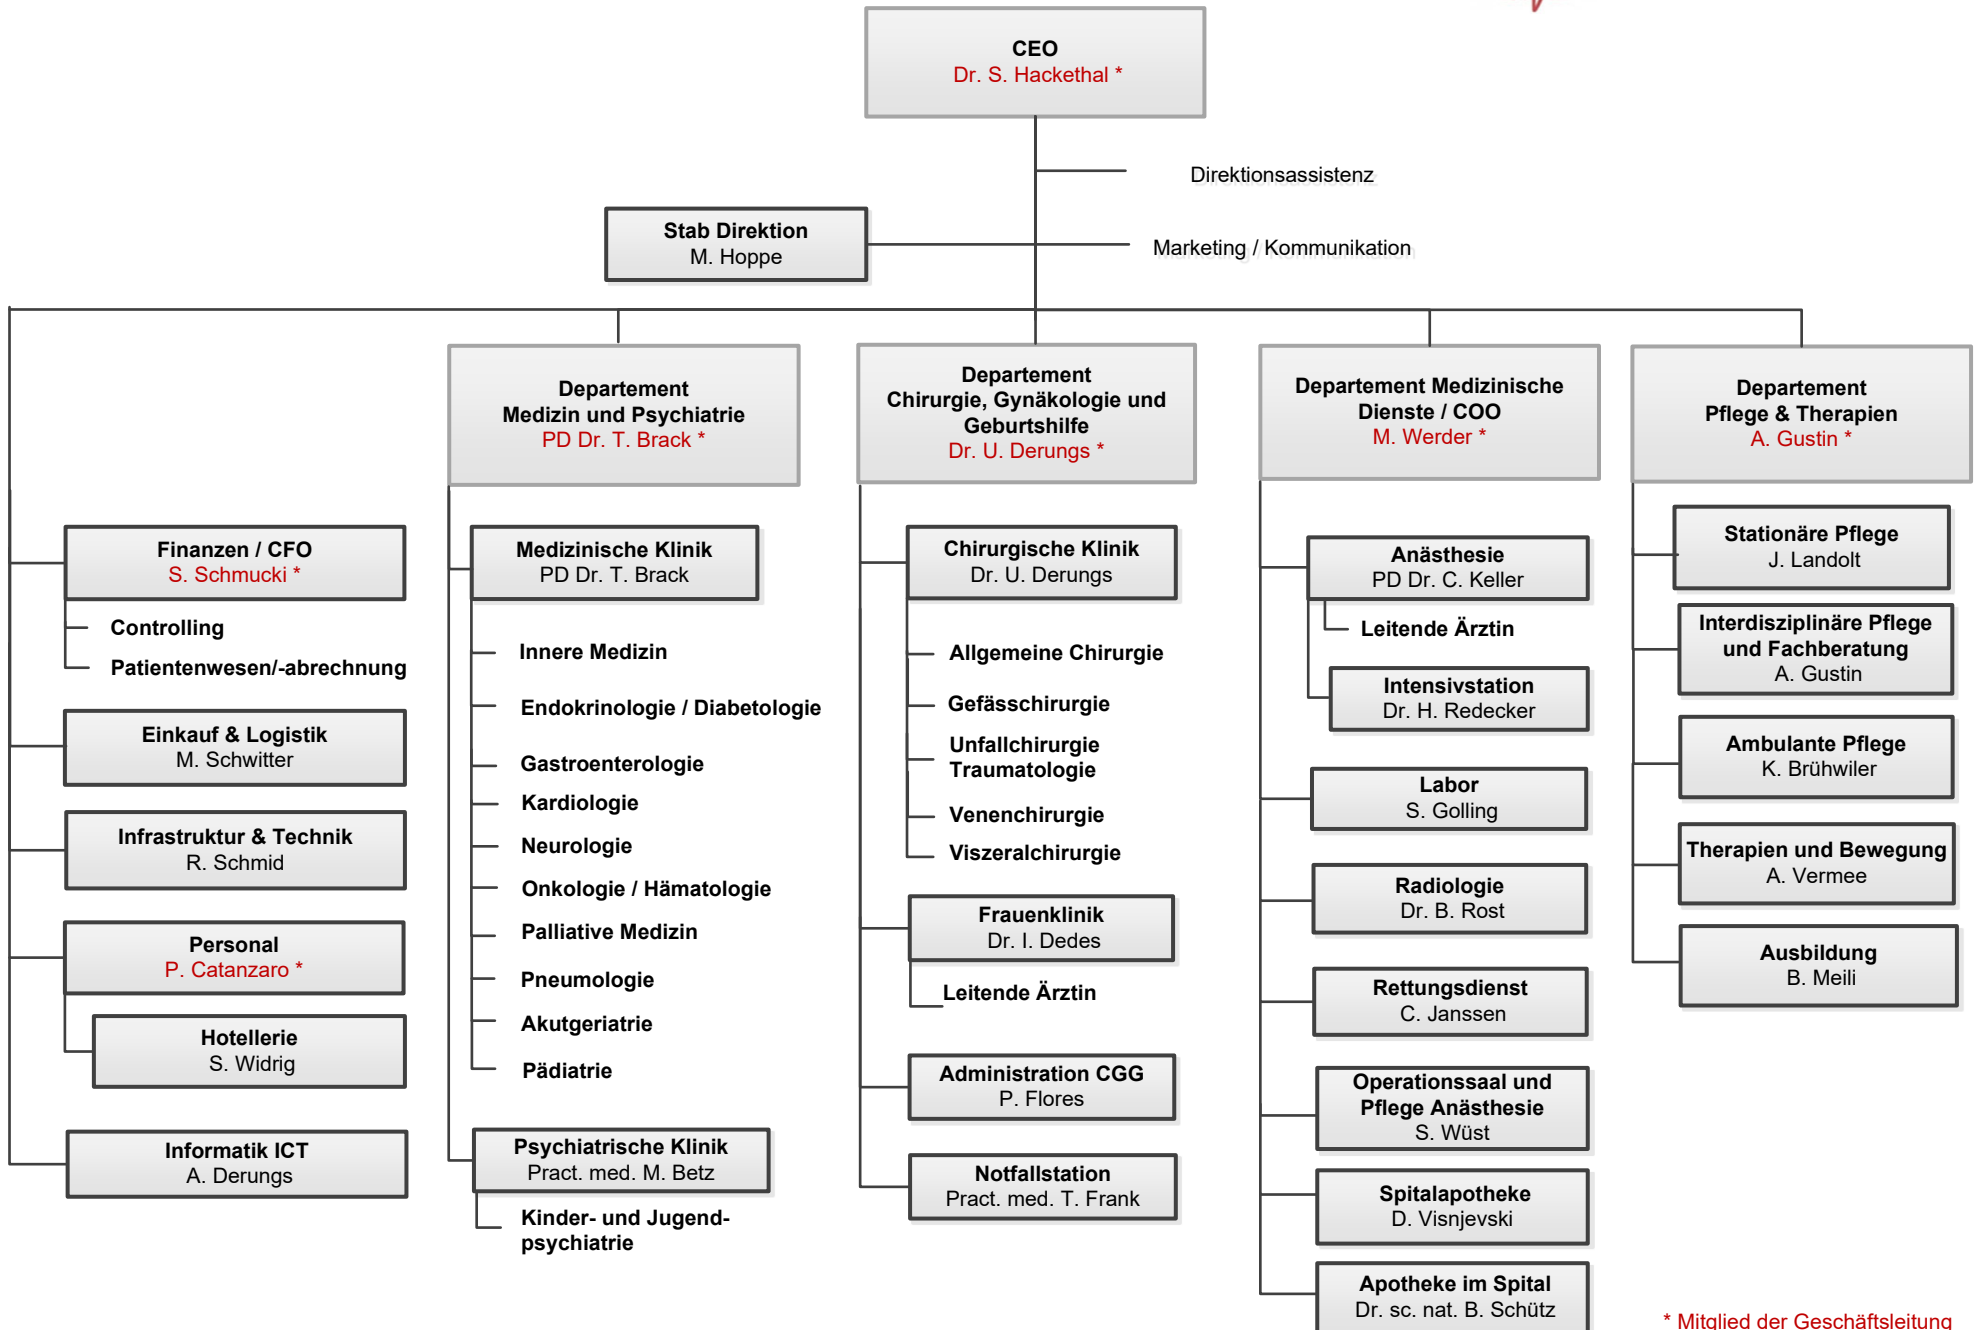 CEO
Dr. S. Hackethal *
Direktionsassistenz
Stab Direktion
M. Hoppe
Marketing / Kommunikation
Departement
Medizin und Psychiatrie
PD Dr. T. Brack *
Departement
Chirurgie, Gynäkologie und
Geburtshilfe
Dr. U. Derungs *
Departement Medizinische
Dienste / COO
M. Werder *
Departement
Pflege & Therapien
A. Gustin *
Finanzen / CFO
S. Schmucki *
Controlling
Patientenwesen/-abrechnung
Einkauf & Logistik
M. Schwitter
Infrastruktur & Technik
R. Schmid
Personal
P. Catanzaro *
Hotellerie
S. Widrig
Informatik ICT
A. Derungs
Medizinische Klinik
PD Dr. T. Brack
Innere Medizin
Endokrinologie / Diabetologie
Gastroenterologie
Kardiologie
Neurologie
Onkologie / Hämatologie
Palliative Medizin
Pneumologie
Akutgeriatrie
Pädiatrie
Psychiatrische Klinik
Pract. med. M. Betz
Kinder- und Jugend-
psychiatrie
Chirurgische Klinik
Dr. U. Derungs
Allgemeine Chirurgie
Gefässchirurgie
Unfallchirurgie
Traumatologie
Venenchirurgie
Viszeralchirurgie
Frauenklinik
Dr. I. Dedes
Leitende Ärztin
Administration CGG
P. Flores
Notfallstation
Pract. med. T. Frank
Anästhesie
PD Dr. C. Keller
Leitende Ärztin
Intensivstation
Dr. H. Redecker
Labor
S. Golling
Radiologie
Dr. B. Rost
Rettungsdienst
C. Janssen
Operationssaal und
Pflege Anästhesie
S. Wüst
Spitalapotheke
D. Visnjevski
Apotheke im Spital
Dr. sc. nat. B. Schütz
Stationäre Pflege
J. Landolt
Interdisziplinäre Pflege
und Fachberatung
A. Gustin
Ambulante Pflege
K. Brühwiler
Therapien und Bewegung
A. Vermee
Ausbildung
B. Meili
* Mitglied der Geschäftsleitung